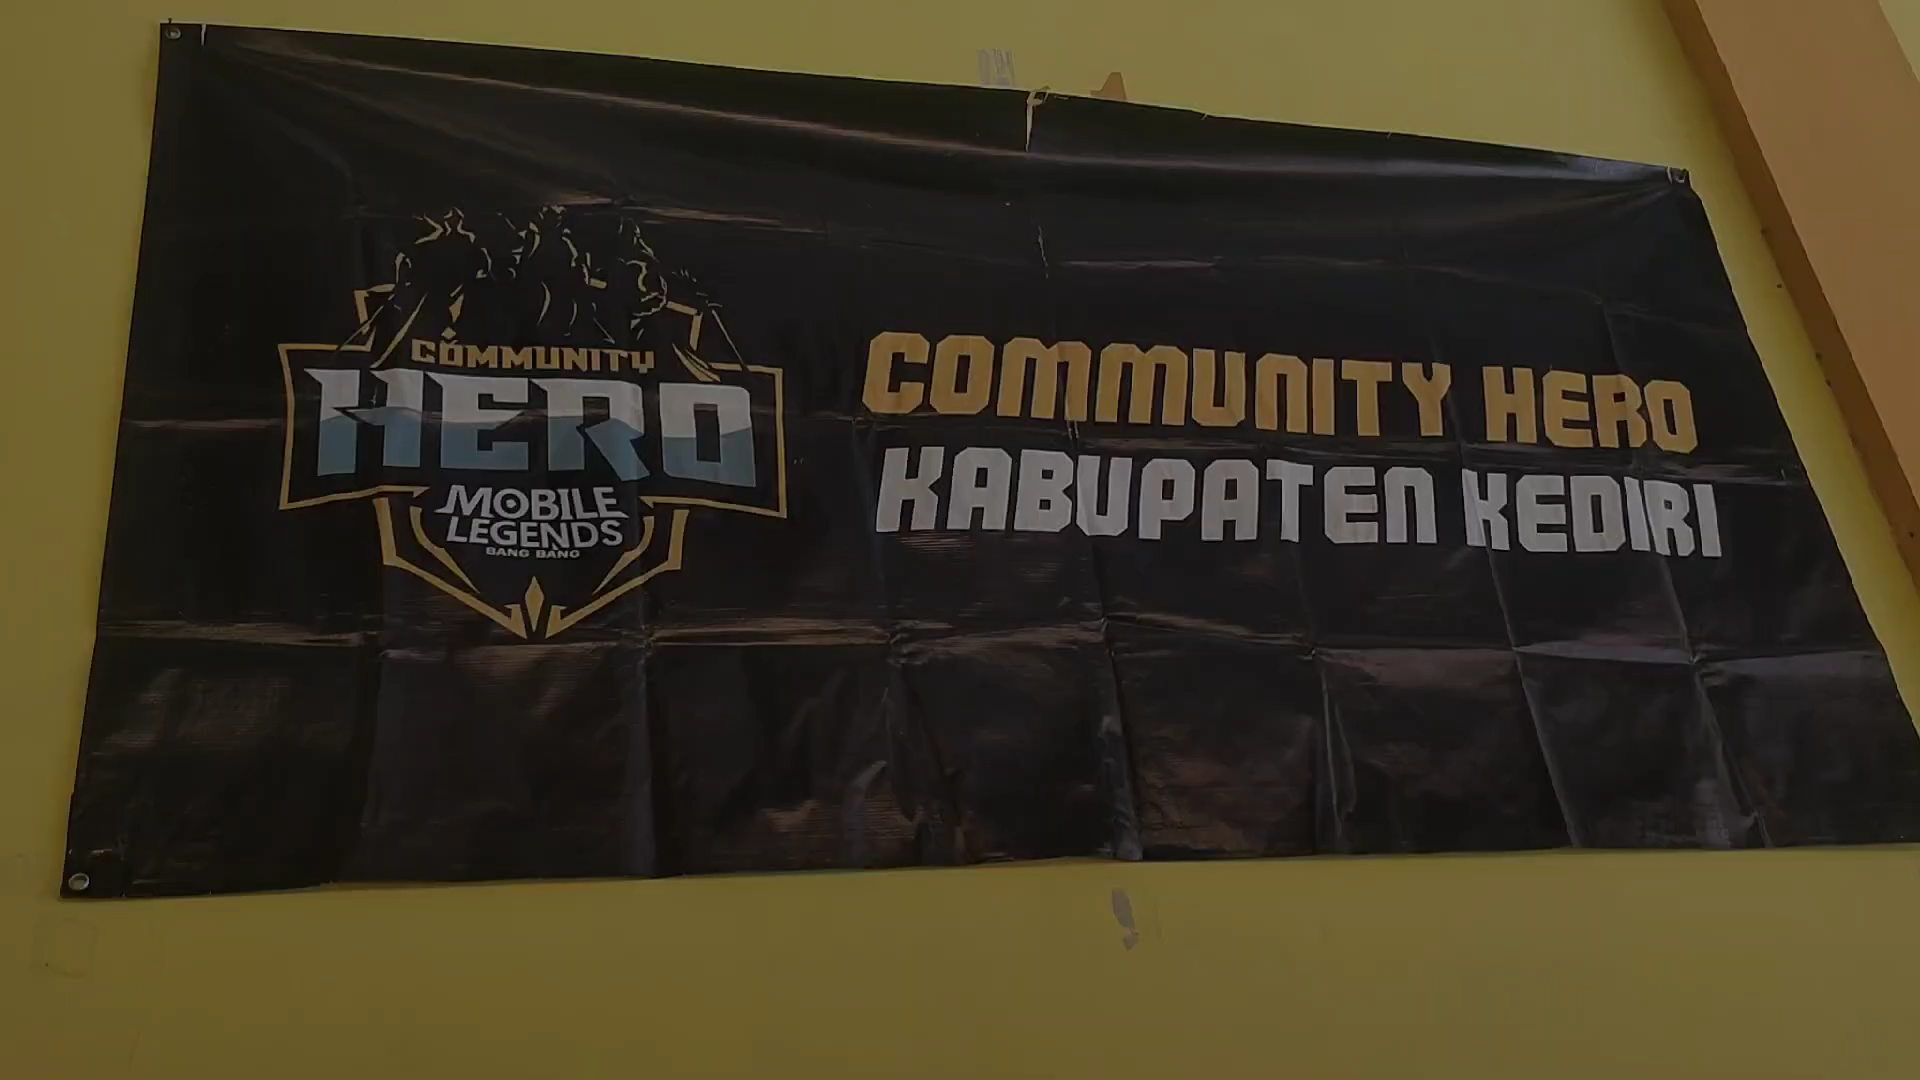 COMMUNITY
HERO
MOBILE
LEGENDS
BANG BANG
COMMUNITY HERO
KABUPATEN KEDIRI